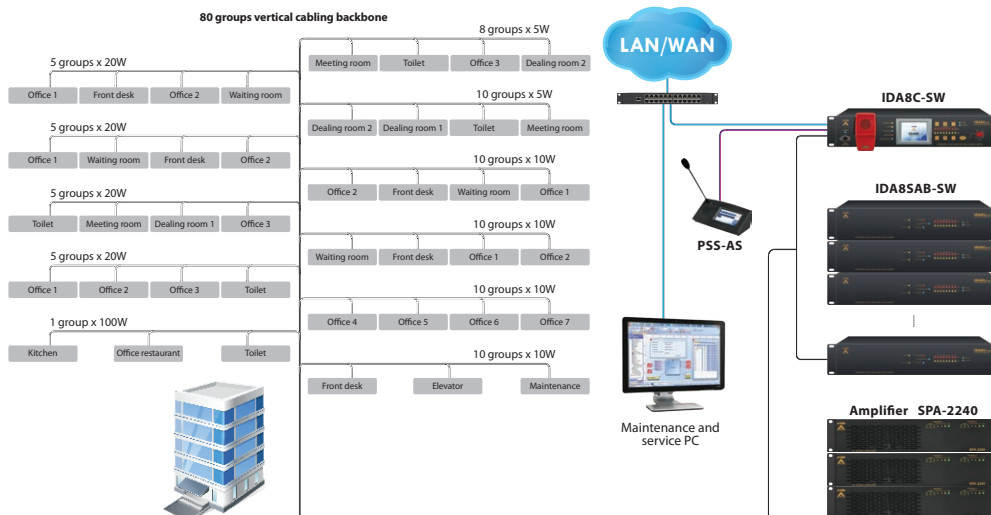 80 groups vertical cabling backbone
5 groups x 20W
Office 1 Front desk Office 2 Waiting room
5 groups x 20W
Office 1 Waiting room Front desk Office 2
5 groups x 20W
Toilet Meeting room Dealing room 1 Office 3
5 groups x 20W
Office 1 Office 2 Office 3 Toilet
1 group x 100W
Kitchen Office restaurant Toilet
8 groups x 5W
Meeting room Toilet Office 3 Dealing room 2
10 groups x 5W
Dealing room 2 Dealing room 1 Toilet Meeting room
10 groups x 10W
Office 2 Front desk Waiting room Office 1
10 groups x 10W
Waiting room Front desk Office 1 Office 2
10 groups x 10W
Office 4 Office 5 Office 6 Office 7
10 groups x 10W
Front desk Elevator Maintenance
LAN/WAN
PSS-AS
Maintenance and
service PC
IDA8C-SW
IDA8SAB-SW
Amplifier SPA-2240